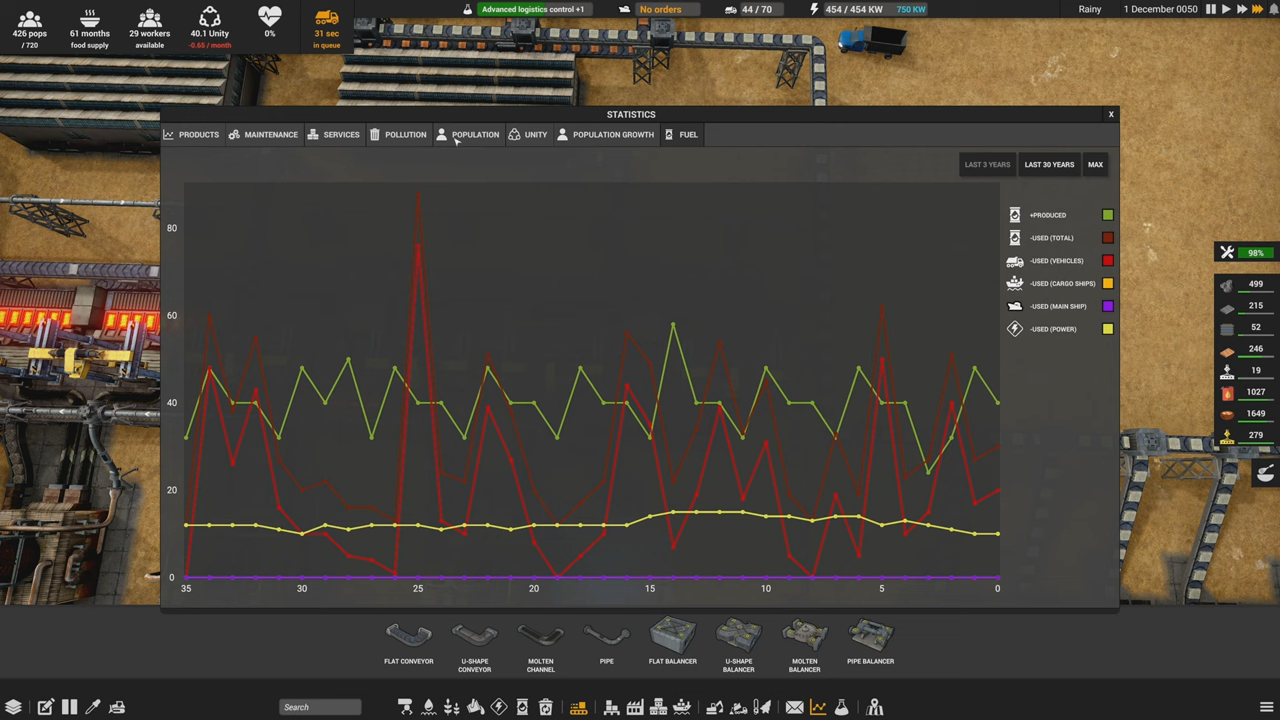 426 pops
/ 720
61 months
food supply
29 workers
available
40.1 Unity
-0.65 / month
0%
31 sec
in queue
Advanced logistics control +1
No orders
44 / 70
454 / 454 KW
750 KW
Rainy
1 December 0050
STATISTICS
X
PRODUCTS
MAINTENANCE
SERVICES
POLLUTION
POPULATION
UNITY
POPULATION GROWTH
FUEL
LAST 3 YEARS
LAST 30 YEARS
MAX
80
60
40
20
0
35
30
25
20
15
10
5
0
+PRODUCED
-USED (TOTAL)
-USED (VEHICLES)
-USED (CARGO SHIPS)
-USED (MAIN SHIP)
-USED (POWER)
98%
499
215
52
246
19
1027
1649
279
FLAT CONVEYOR
U-SHAPE
CONVEYOR
MOLTEN
CHANNEL
PIPE
FLAT BALANCER
U-SHAPE
BALANCER
MOLTEN
BALANCER
PIPE BALANCER
Search